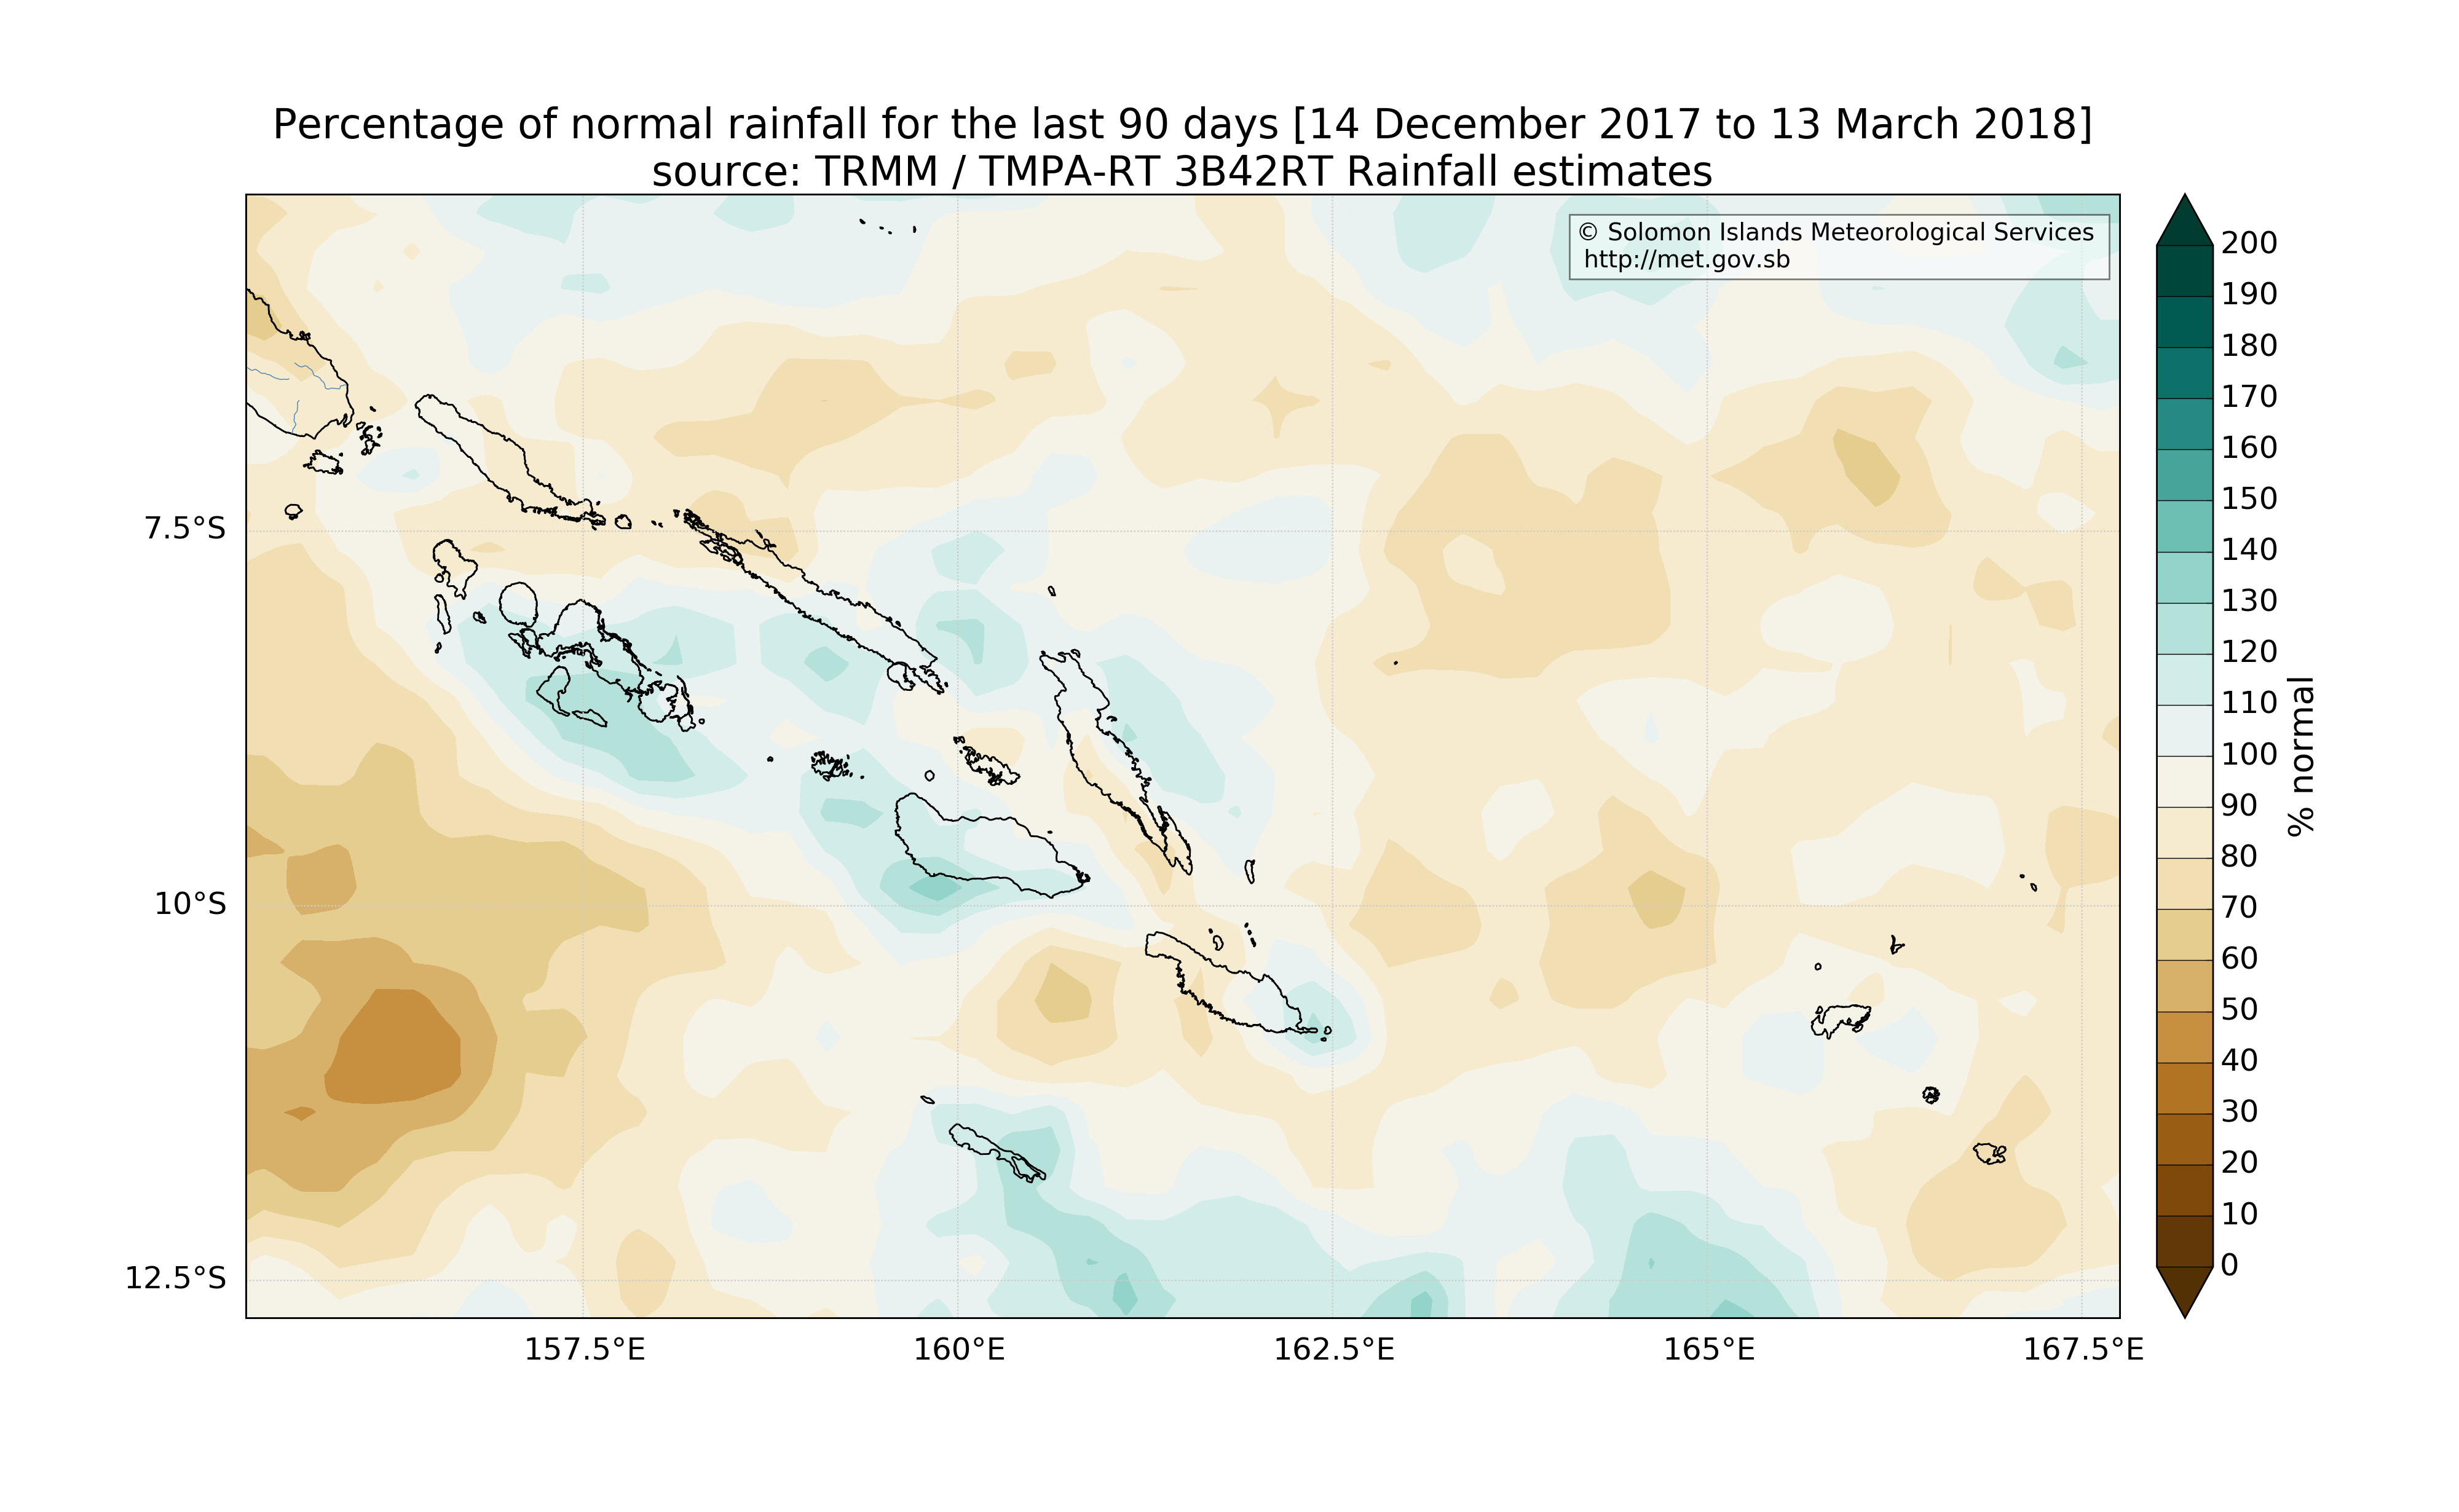 Percentage of normal rainfall for the last 90 days [14 December 2017 to 13 March 2018]
source: TRMM / TMPA-RT 3B42RT Rainfall estimates
© Solomon Islands Meteorological Services
http://met.gov.sb
7.5°S
10°S
12.5°S
157.5°E
160°E
162.5°E
165°E
167.5°E
200
190
180
170
160
150
140
130
120
110
100
90
80
70
60
50
40
30
20
10
0
% normal